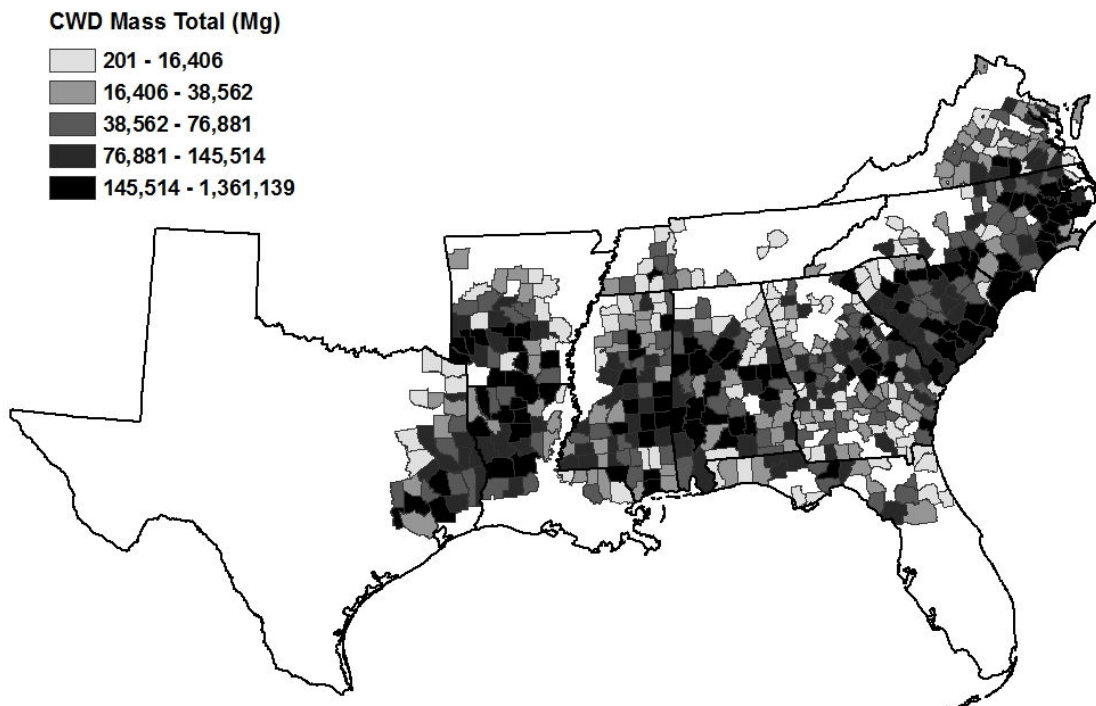 CWD Mass Total (Mg)
201 - 16,406
16,406 - 38,562
38,562 - 76,881
76,881 - 145,514
145,514 - 1,361,139